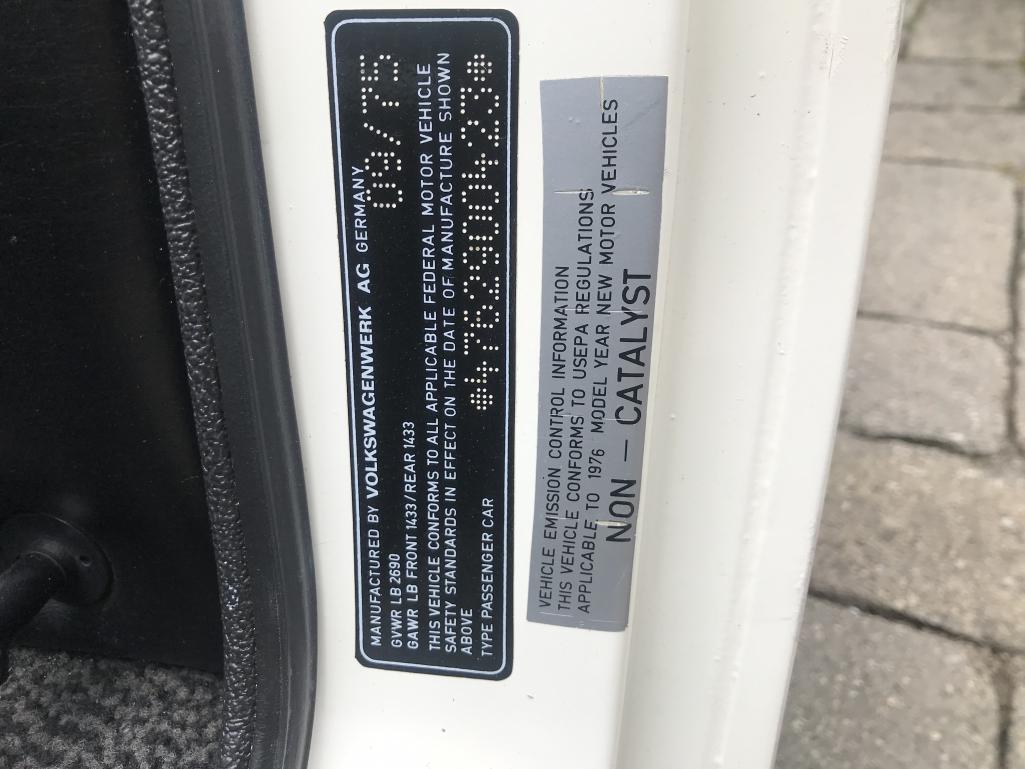 MANUFACTURED BY VOLKSWAGENWERK AG GERMANY
GVWR LB 2690 09/75
GAWR LB FRONT 1433/REAR 1433
THIS VEHICLE CONFORMS TO ALL APPLICABLE FEDERAL MOTOR VEHICLE
SAFETY STANDARDS IN EFFECT ON THE DATE OF MANUFACTURE SHOWN
ABOVE
TYPE PASSENGER CAR *4762900423*
VEHICLE EMISSION CONTROL INFORMATION
THIS VEHICLE CONFORMS TO USEPA REGULATIONS
APPLICABLE TO 1976 MODEL YEAR NEW MOTOR VEHICLES
NON - CATALYST